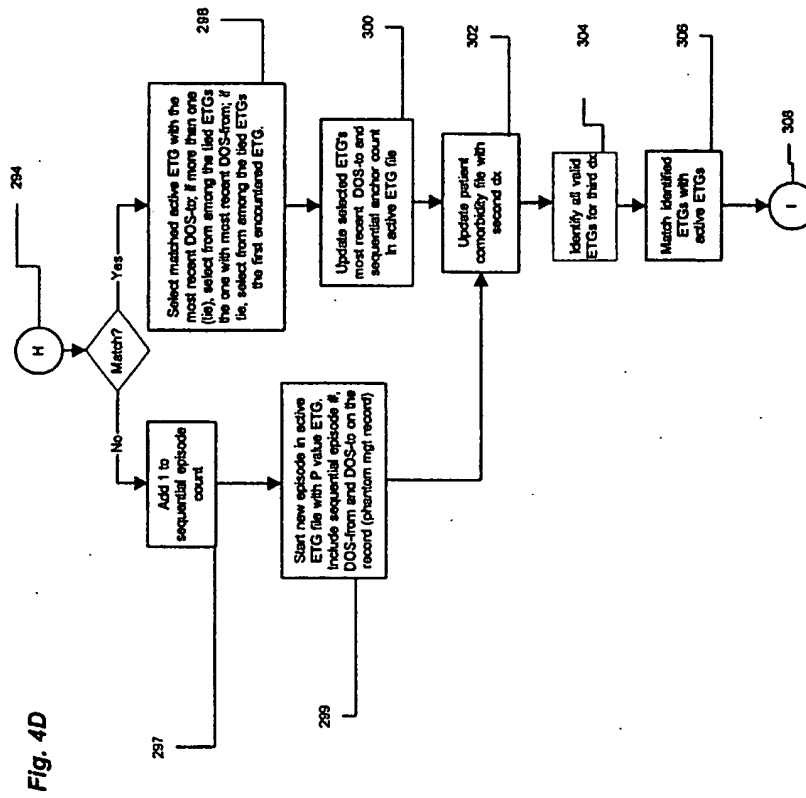 Fig. 4D
294
H
Match?
No
Yes
Add 1 to
sequential episode
count
297
Select matched active ETG with the
most recent DOS-to; if more than one
(tie), select from among the tied ETGs
the one with most recent DOS-from; if
tie, select from among the tied ETGs
the first encountered ETG.
298
Start new episode in active
ETG file with P value ETG.
Include sequential episode #,
DOS-from and DOS-to on the
record (phantom mgt record)
299
Update selected ETG's
most recent DOS-to and
sequential anchor count
in active ETG file
300
Update patient
comorbidity file with
second dx
302
Identify all valid
ETGs for third dx
304
Match identified
ETGs with
active ETGs
306
I
308